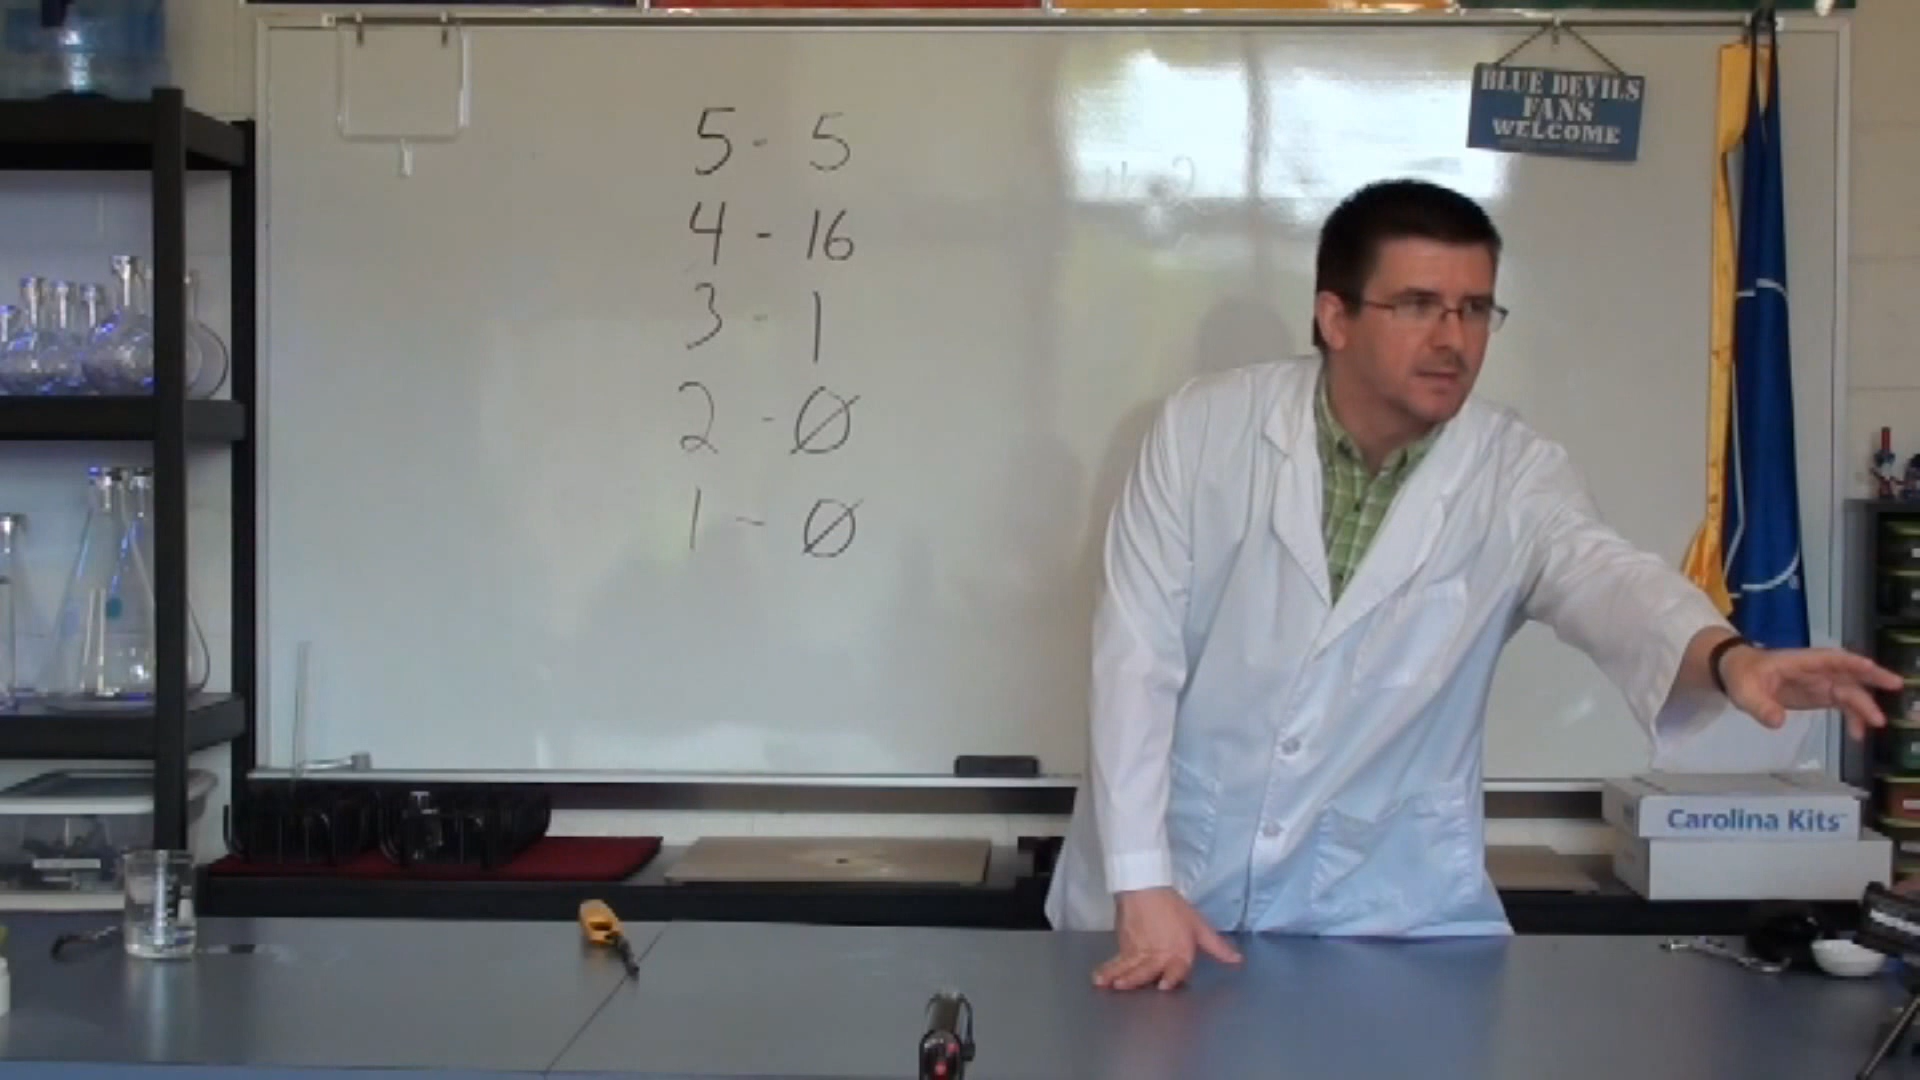 5 - 5
4 - 16
3 - 1
2 - Ø
1 - Ø
BLUE DEVILS
FANS
WELCOME
Carolina Kits